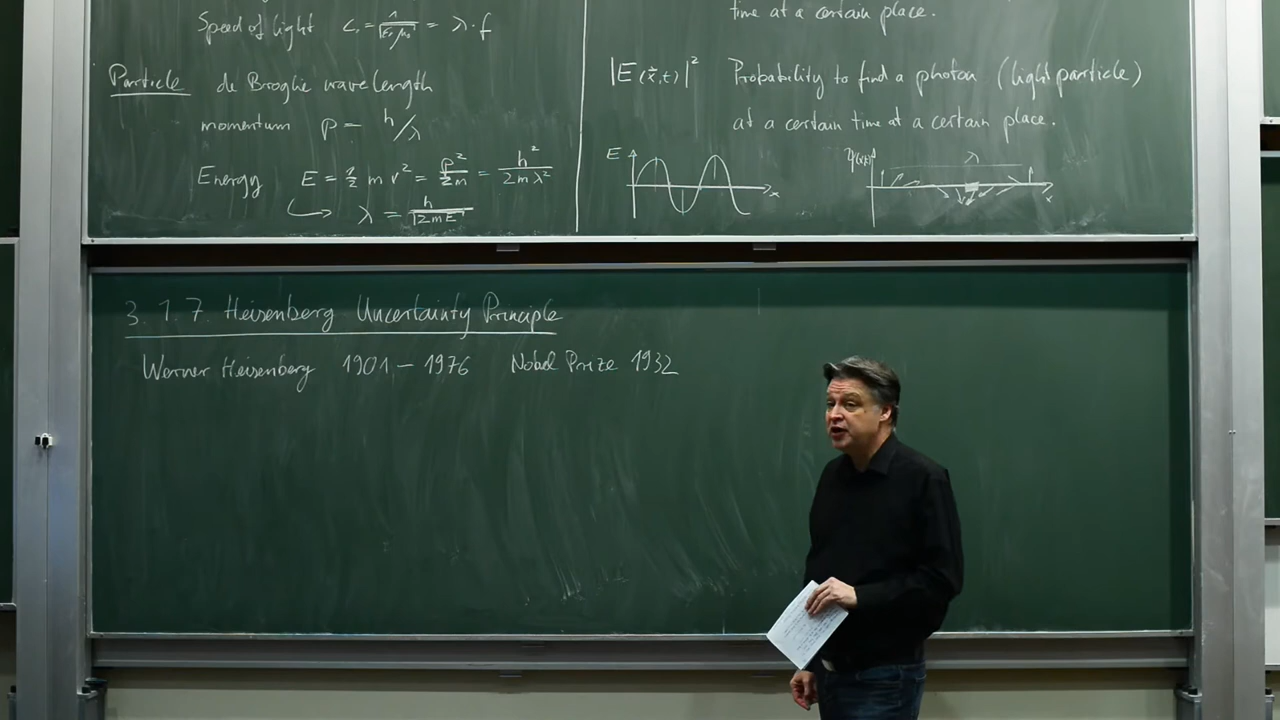 Speed of light c = 1/√(ε₀μ₀) = λ·f
Particle de Broglie wavelength
momentum p = h/λ
Energy E = 1/2 m v² = p²/2m = h²/2mλ²
λ = h/√(2mE)
time at a certain place.
|E(x⃗,t)|² Probability to find a photon (light particle)
at a certain time at a certain place.
E
x
ψ(x,t)
λ
x
3.1.7. Heisenberg Uncertainty Principle
Werner Heisenberg 1901 – 1976 Nobel Prize 1932